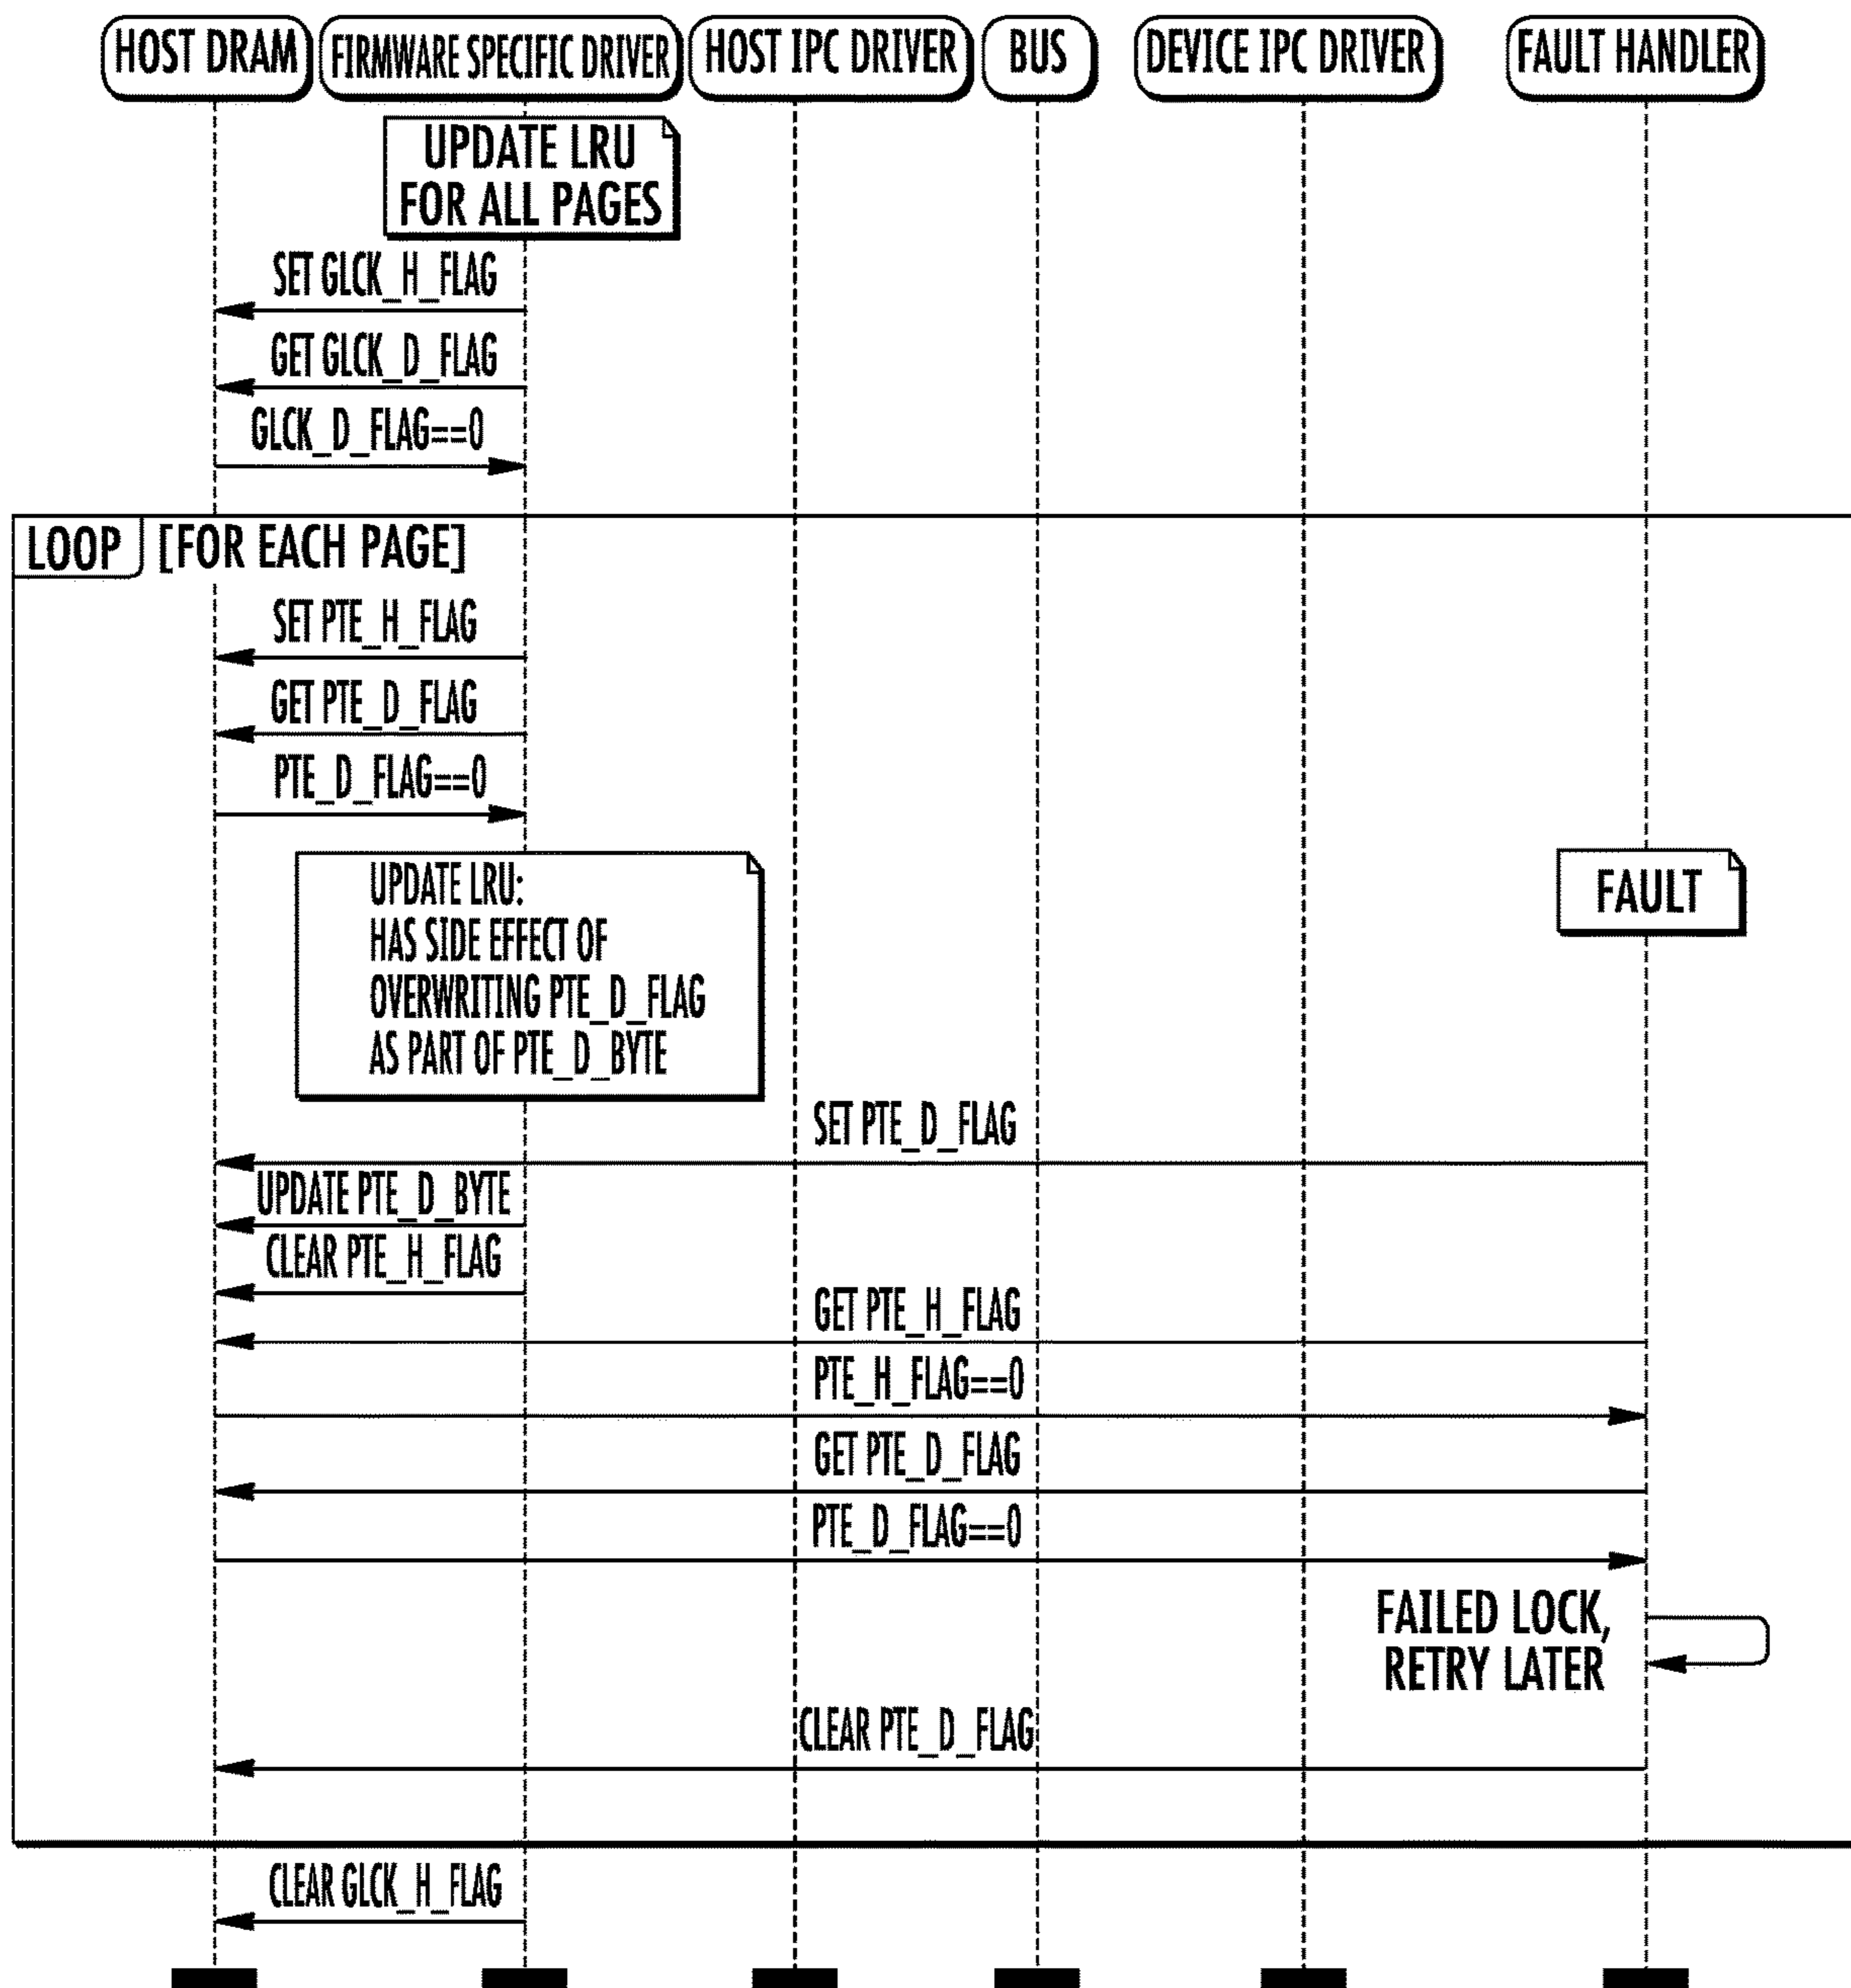 HOST DRAM
FIRMWARE SPECIFIC DRIVER
HOST IPC DRIVER
BUS
DEVICE IPC DRIVER
FAULT HANDLER
UPDATE LRU
FOR ALL PAGES
SET GLCK_H_FLAG
GET GLCK_D_FLAG
GLCK_D_FLAG==0
LOOP [FOR EACH PAGE]
SET PTE_H_FLAG
GET PTE_D_FLAG
PTE_D_FLAG==0
UPDATE LRU:
HAS SIDE EFFECT OF
OVERWRITING PTE_D_FLAG
AS PART OF PTE_D_BYTE
FAULT
SET PTE_D_FLAG
UPDATE PTE_D_BYTE
CLEAR PTE_H_FLAG
GET PTE_H_FLAG
PTE_H_FLAG==0
GET PTE_D_FLAG
PTE_D_FLAG==0
FAILED LOCK,
RETRY LATER
CLEAR PTE_D_FLAG
CLEAR GLCK_H_FLAG